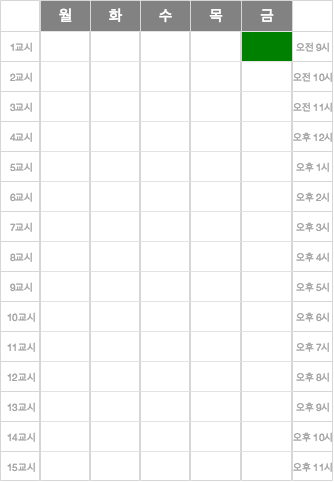 월 화 수 목 금
1교시 오전 9시
2교시 오전 10시
3교시 오전 11시
4교시 오후 12시
5교시 오후 1시
6교시 오후 2시
7교시 오후 3시
8교시 오후 4시
9교시 오후 5시
10교시 오후 6시
11교시 오후 7시
12교시 오후 8시
13교시 오후 9시
14교시 오후 10시
15교시 오후 11시